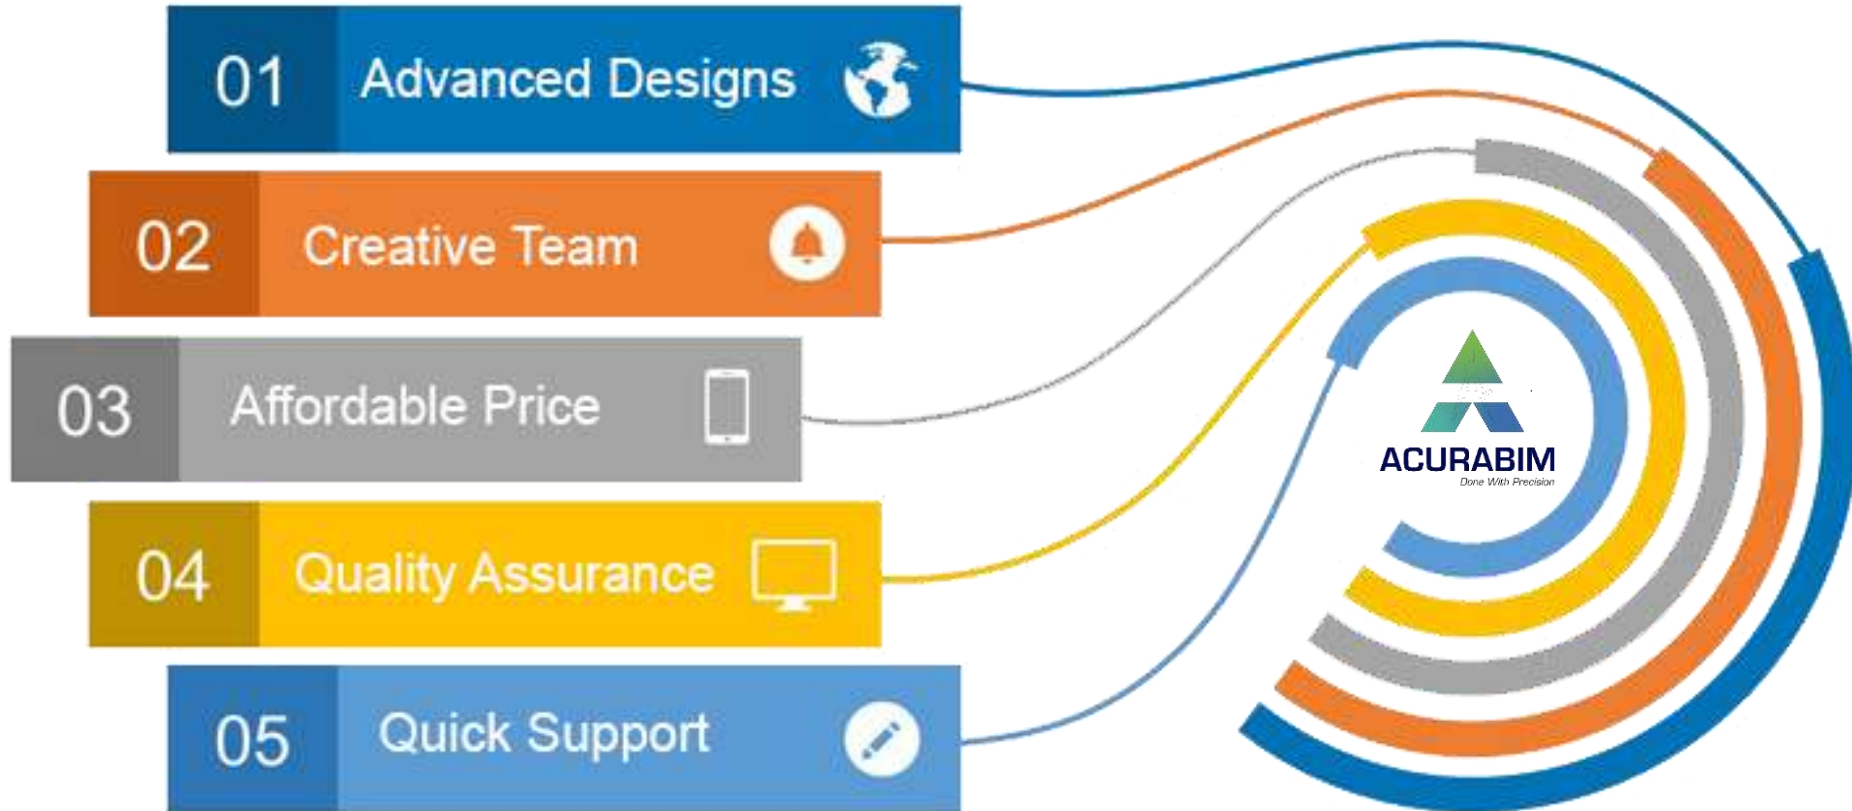 01 Advanced Designs
02 Creative Team
03 Affordable Price
04 Quality Assurance
05 Quick Support
ACURABIM
Done With Precision